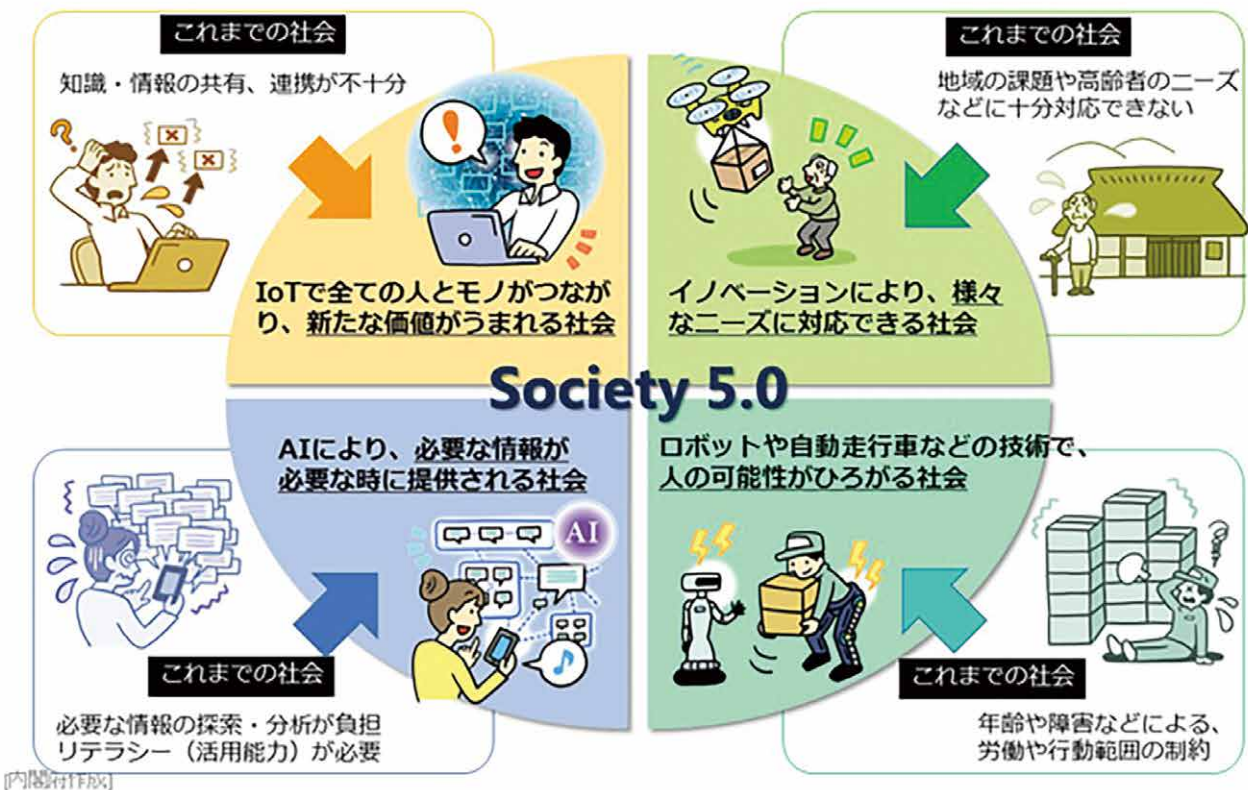 これまでの社会
知識・情報の共有、連携が不十分
IoTで全ての人とモノがつなが
り、新たな価値がうまれる社会
これまでの社会
地域の課題や高齢者のニーズ
などに十分対応できない
イノベーションにより、様々
なニーズに対応できる社会
Society 5.0
AIにより、必要な情報が
必要な時に提供される社会
AI
これまでの社会
必要な情報の探索・分析が負担
リテラシー（活用能力）が必要
ロボットや自動走行車などの技術で、
人の可能性がひろがる社会
これまでの社会
年齢や障害などによる、
労働や行動範囲の制約
[内閣府作成]